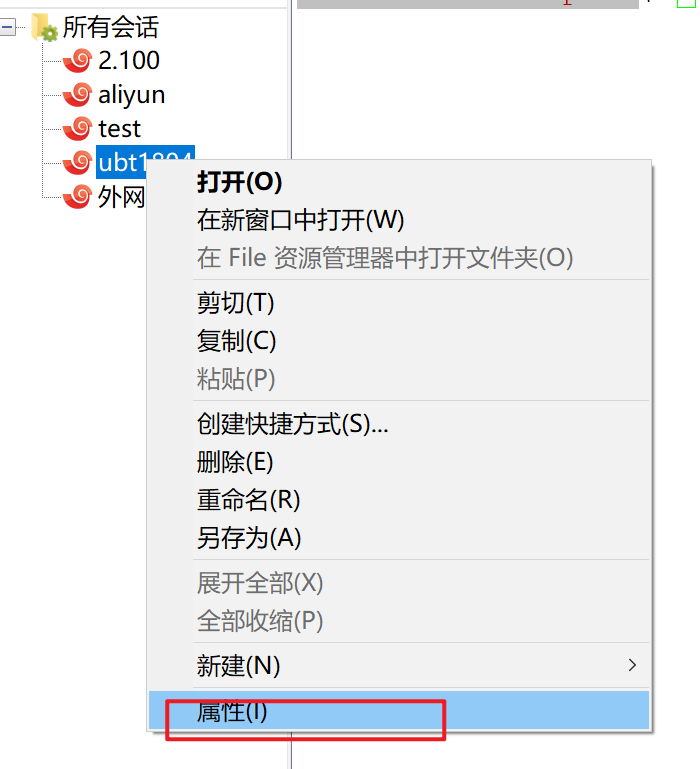 所有会话
2.100
aliyun
test
ubt1804
外网
打开(O)
在新窗口中打开(W)
在 File 资源管理器中打开文件夹(O)
剪切(T)
复制(C)
粘贴(P)
创建快捷方式(S)...
删除(E)
重命名(R)
另存为(A)
展开全部(X)
全部收缩(P)
新建(N)
属性(I)